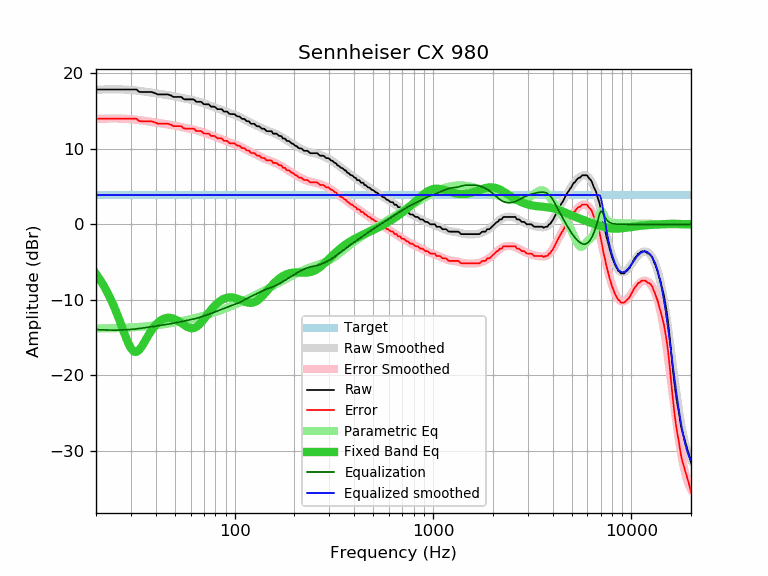 Sennheiser CX 980
Amplitude (dBr)
20
10
0
−10
−20
−30
Target
Raw Smoothed
Error Smoothed
Raw
Error
Parametric Eq
Fixed Band Eq
Equalization
Equalized smoothed
100 1000 10000
Frequency (Hz)